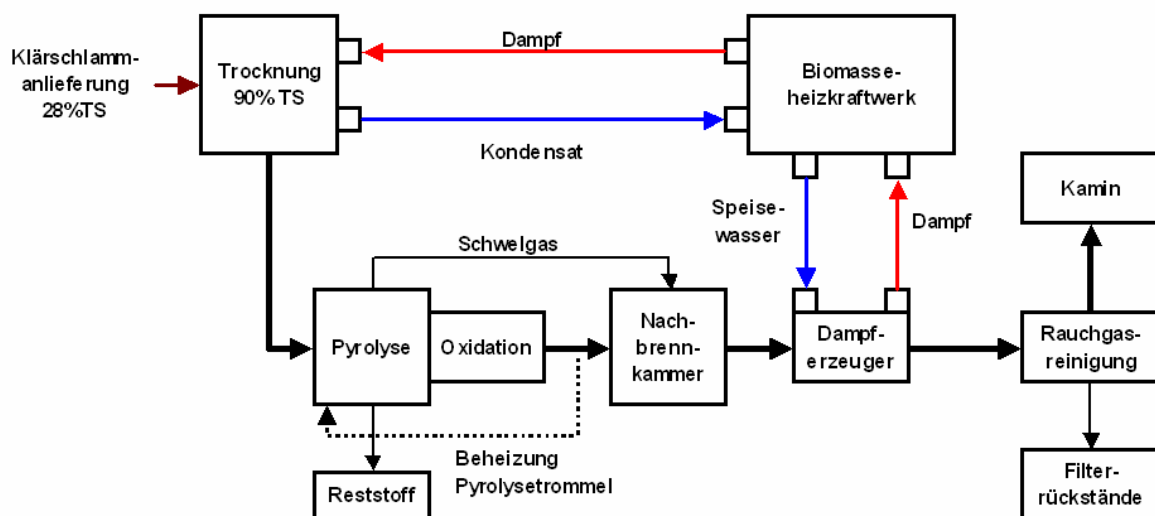 Klärschlamm-
anlieferung
28%TS
Trocknung
90% TS
Dampf
Kondensat
Biomasse-
heizkraftwerk
Speise-
wasser
Dampf
Kamin
Schwelgas
Pyrolyse
Oxidation
Nach-
brenn-
kammer
Dampf-
erzeuger
Rauchgas-
reinigung
Beheizung
Pyrolysetrommel
Reststoff
Filter-
rückstände